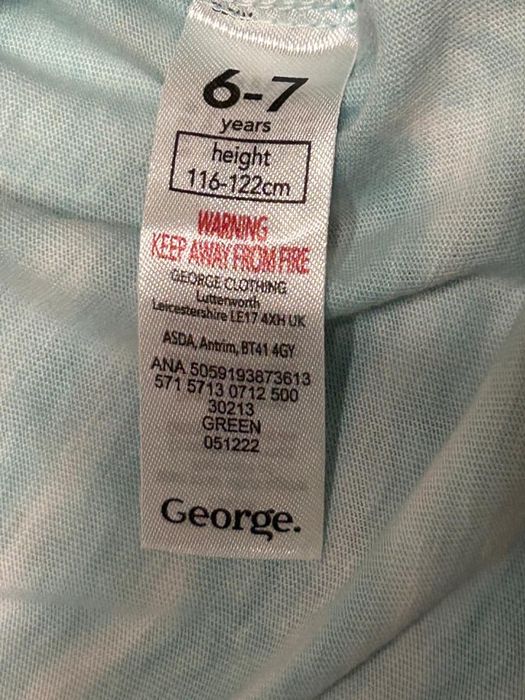 6-7
years
height
116-122cm
WARNING
KEEP AWAY FROM FIRE
GEORGE CLOTHING
Lutterworth
Leicestershire LE17 4XH UK
ASDA, Antrim, BT41 4GY
ANA 5059193873613
571 5713 0712 500
30213
GREEN
051222
George.